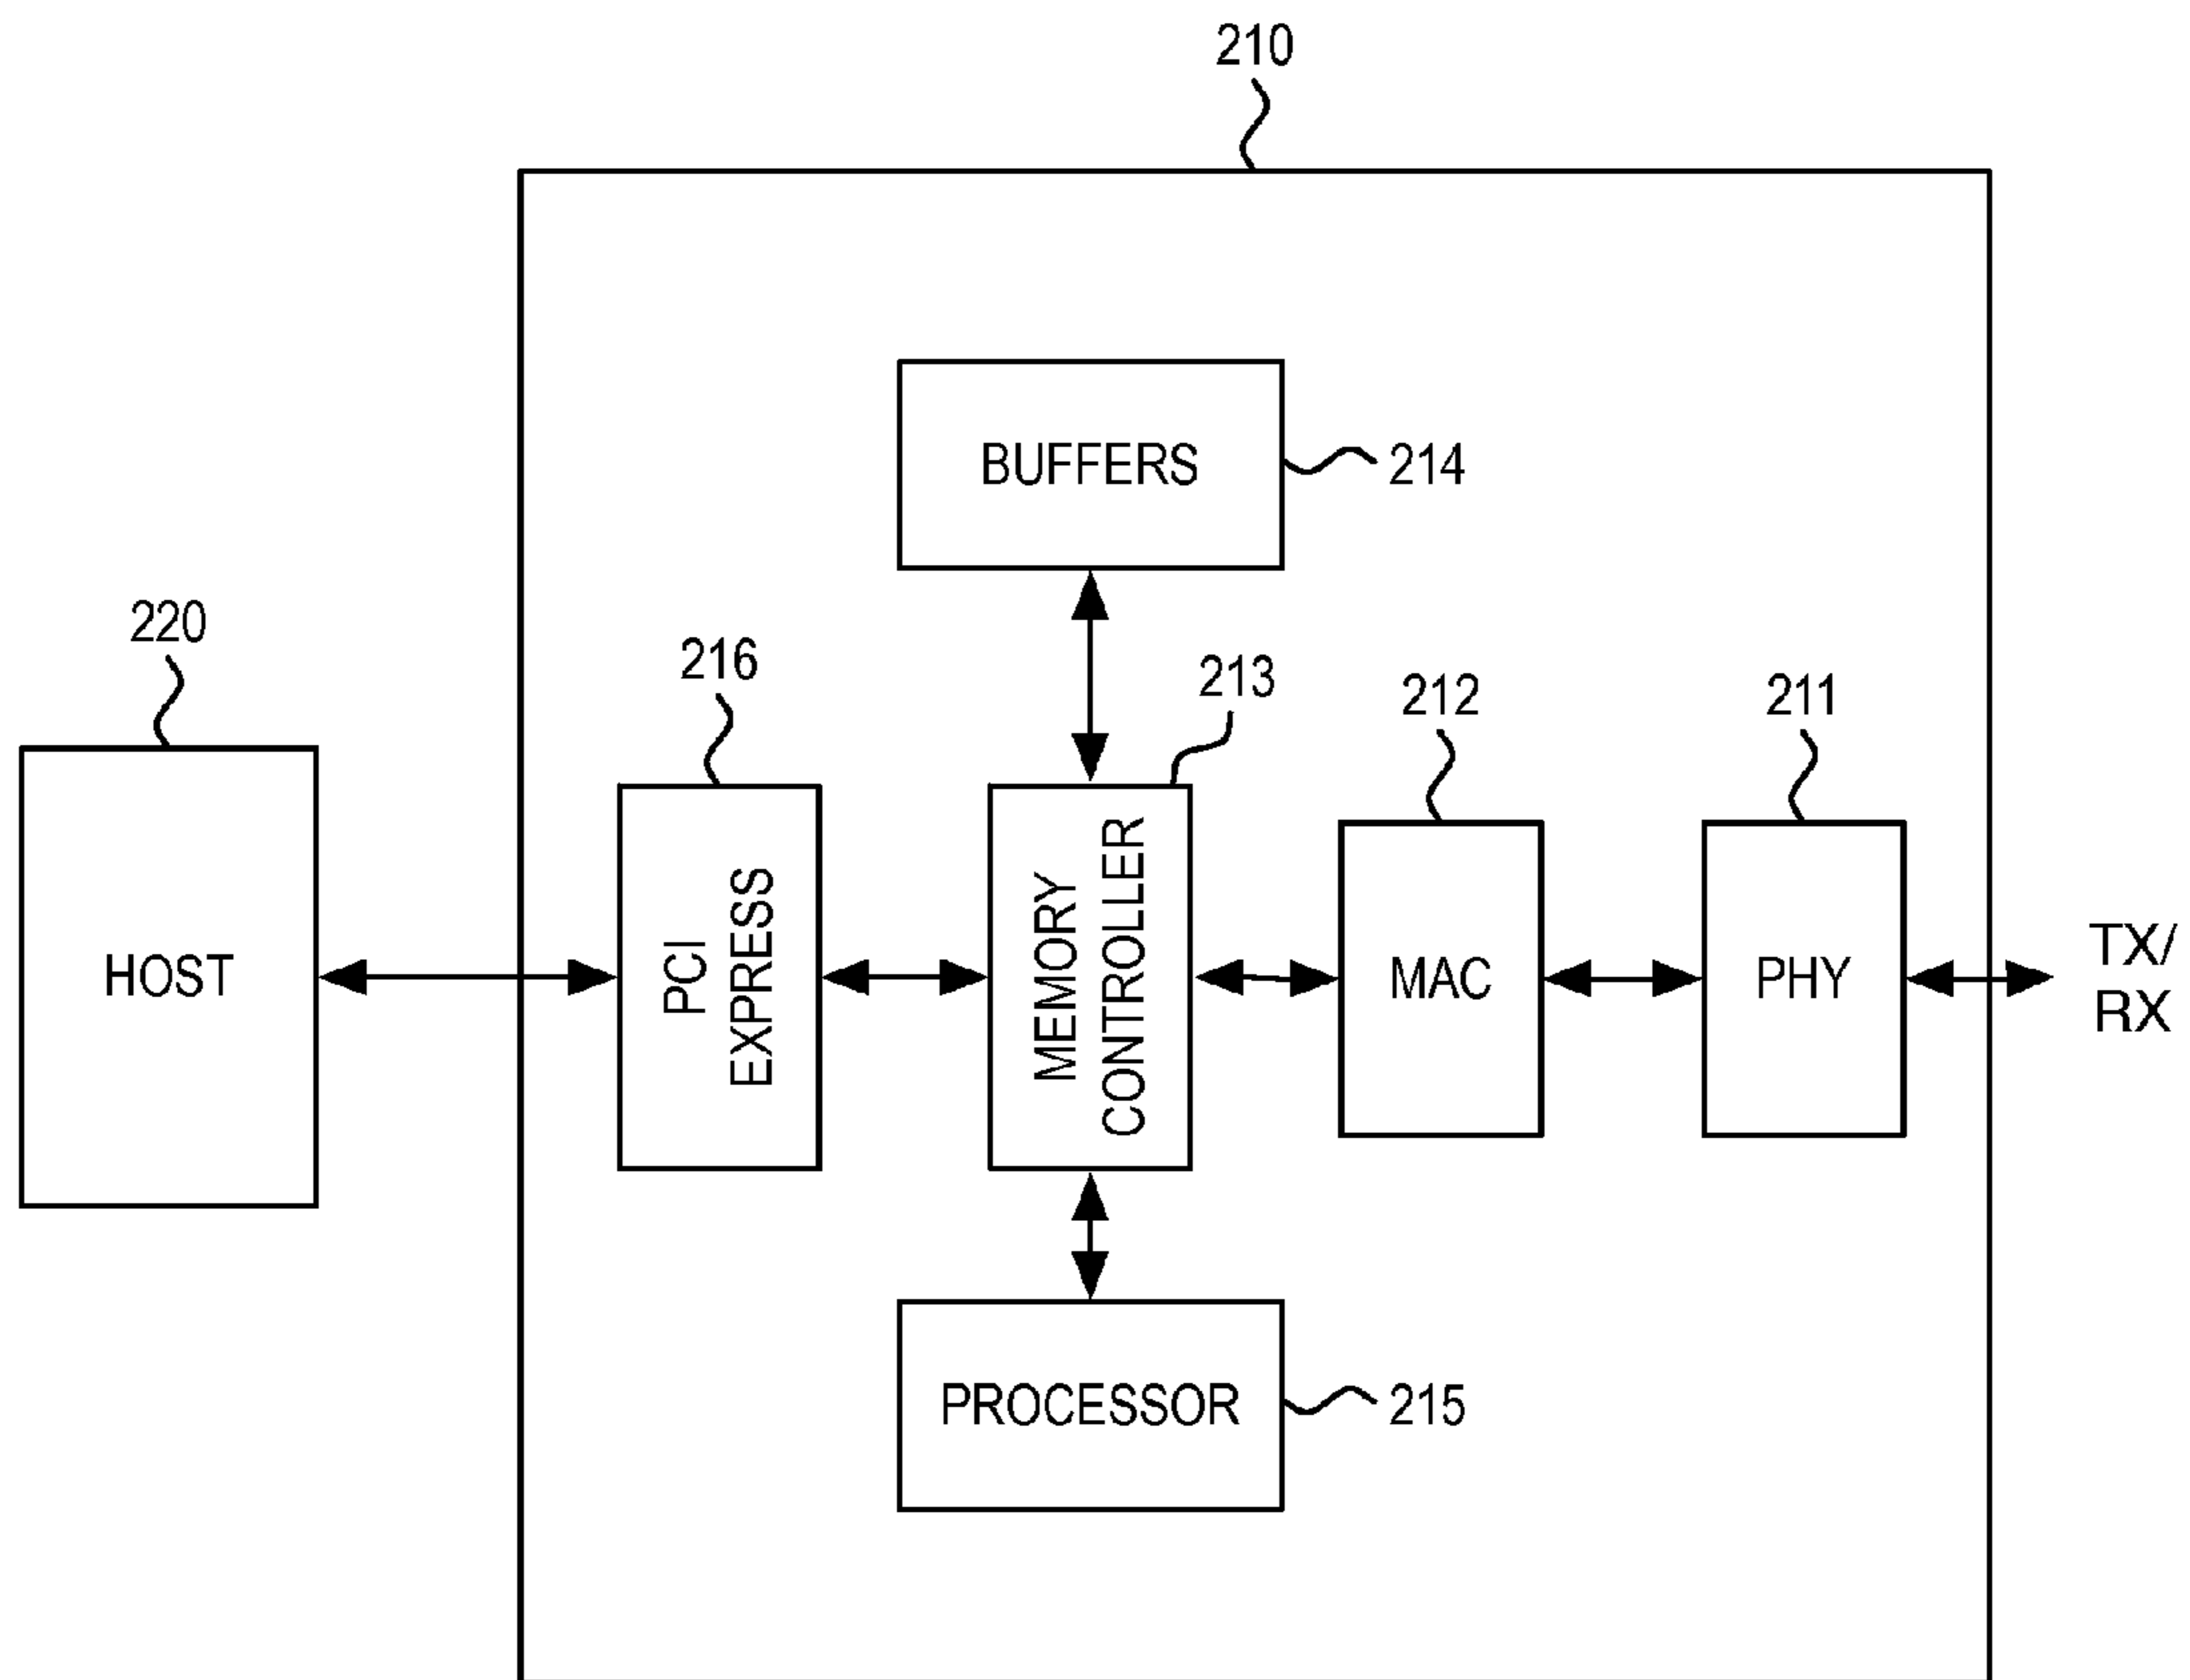 210
BUFFERS
214
220
216
213
212
211
HOST
PCI
EXPRESS
MEMORY
CONTROLLER
MAC
PHY
TX/
RX
PROCESSOR
215